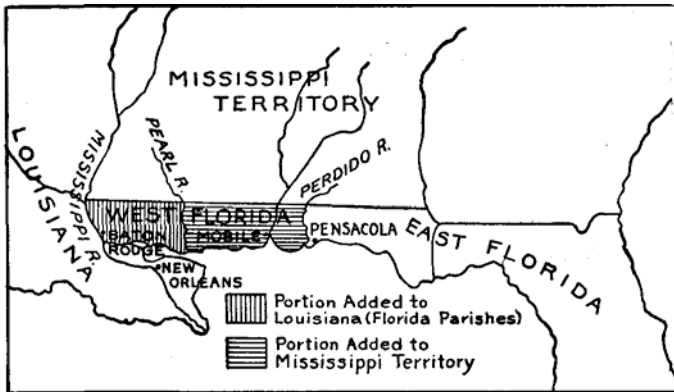 MISSISSIPPI
TERRITORY
LOUISIANA
MISSISSIPPI R.
PEARL R.
PERDIDO R.
WEST FLORIDA
BATON
ROUGE
MOBILE
PENSACOLA
EAST FLORIDA
NEW
ORLEANS
Portion Added to
Louisiana (Florida Parishes)
Portion Added to
Mississippi Territory